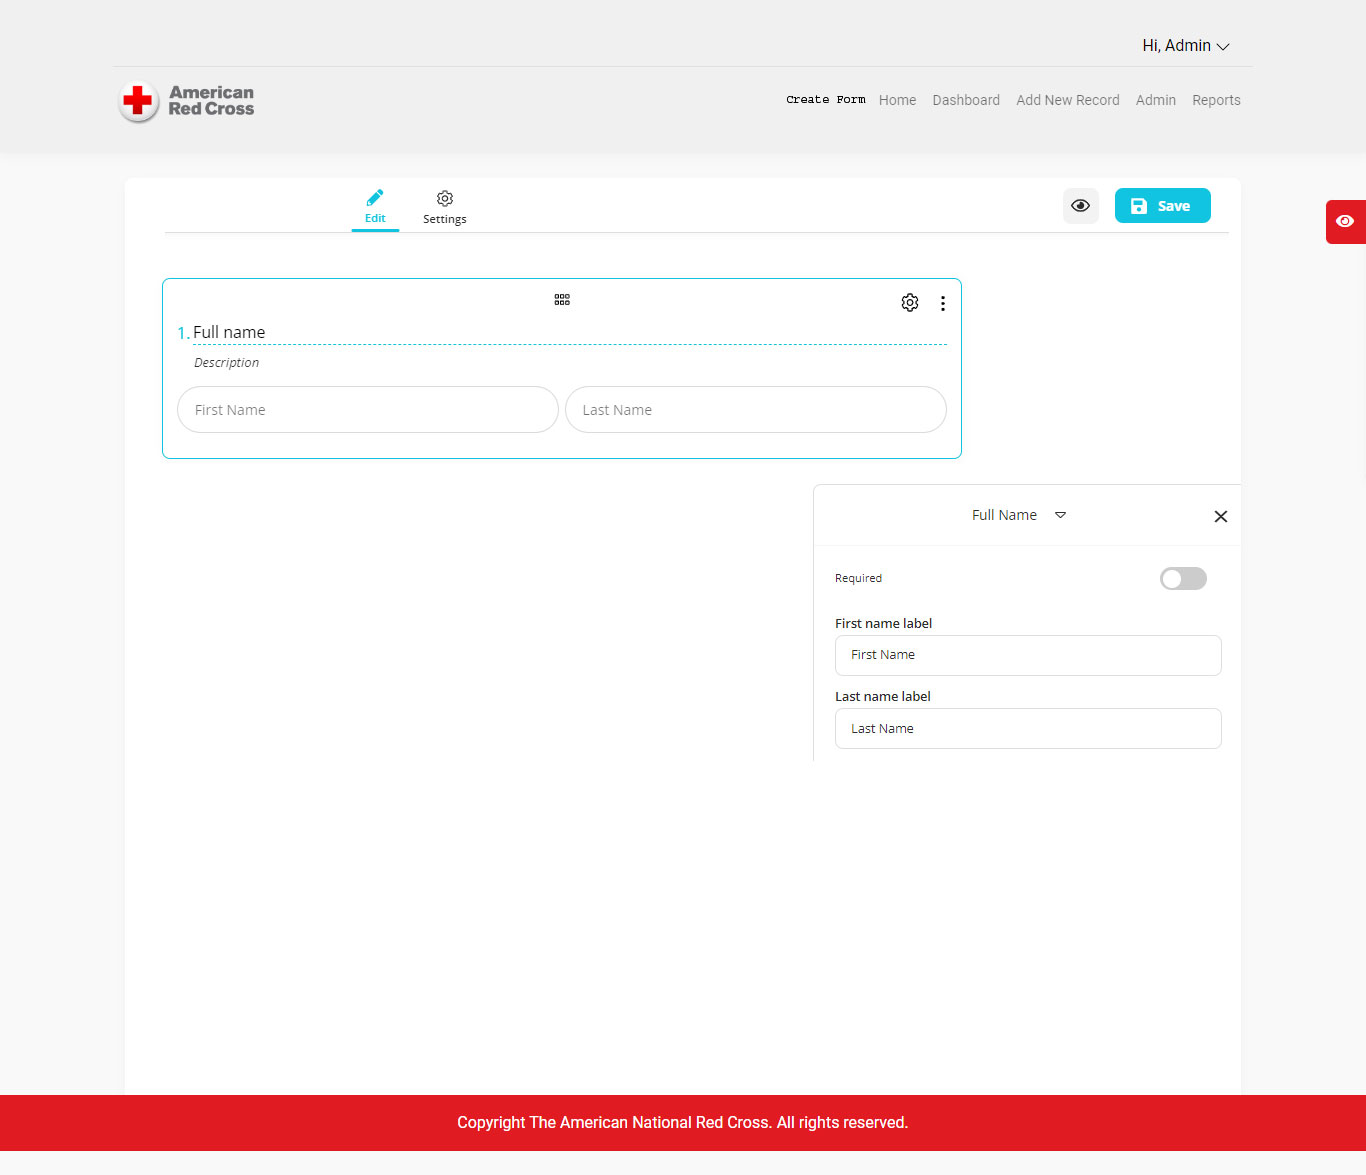 Hi, Admin
American
Red Cross
Create Form Home Dashboard Add New Record Admin Reports
Edit
Settings
Save
1. Full name
Description
First Name
Last Name
Full Name
Required
First name label
First Name
Last name label
Last Name
Copyright The American National Red Cross. All rights reserved.